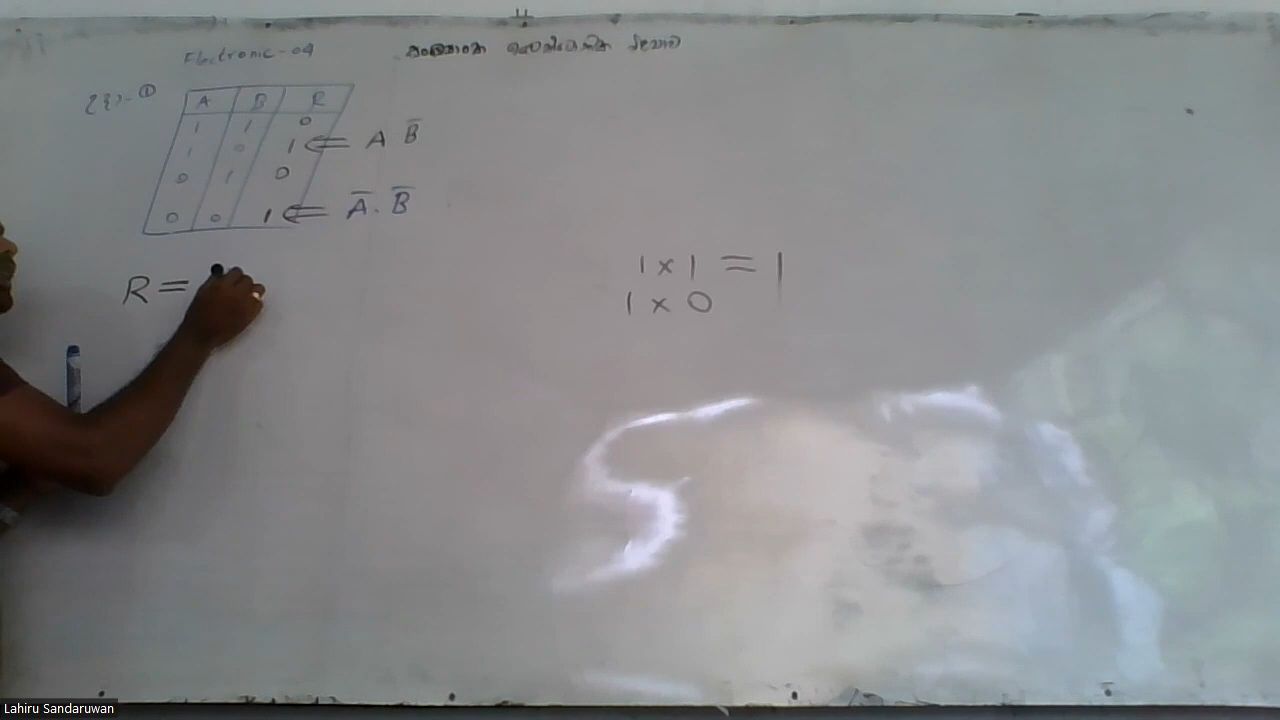 Electronic - 04
①
A B R
1 1 0
1 0 1 ⇐ A B̅
0 1 0
0 0 1 ⇐ A̅ . B̅
R =
1 × 1 = 1
1 × 0
Lahiru Sandaruwan